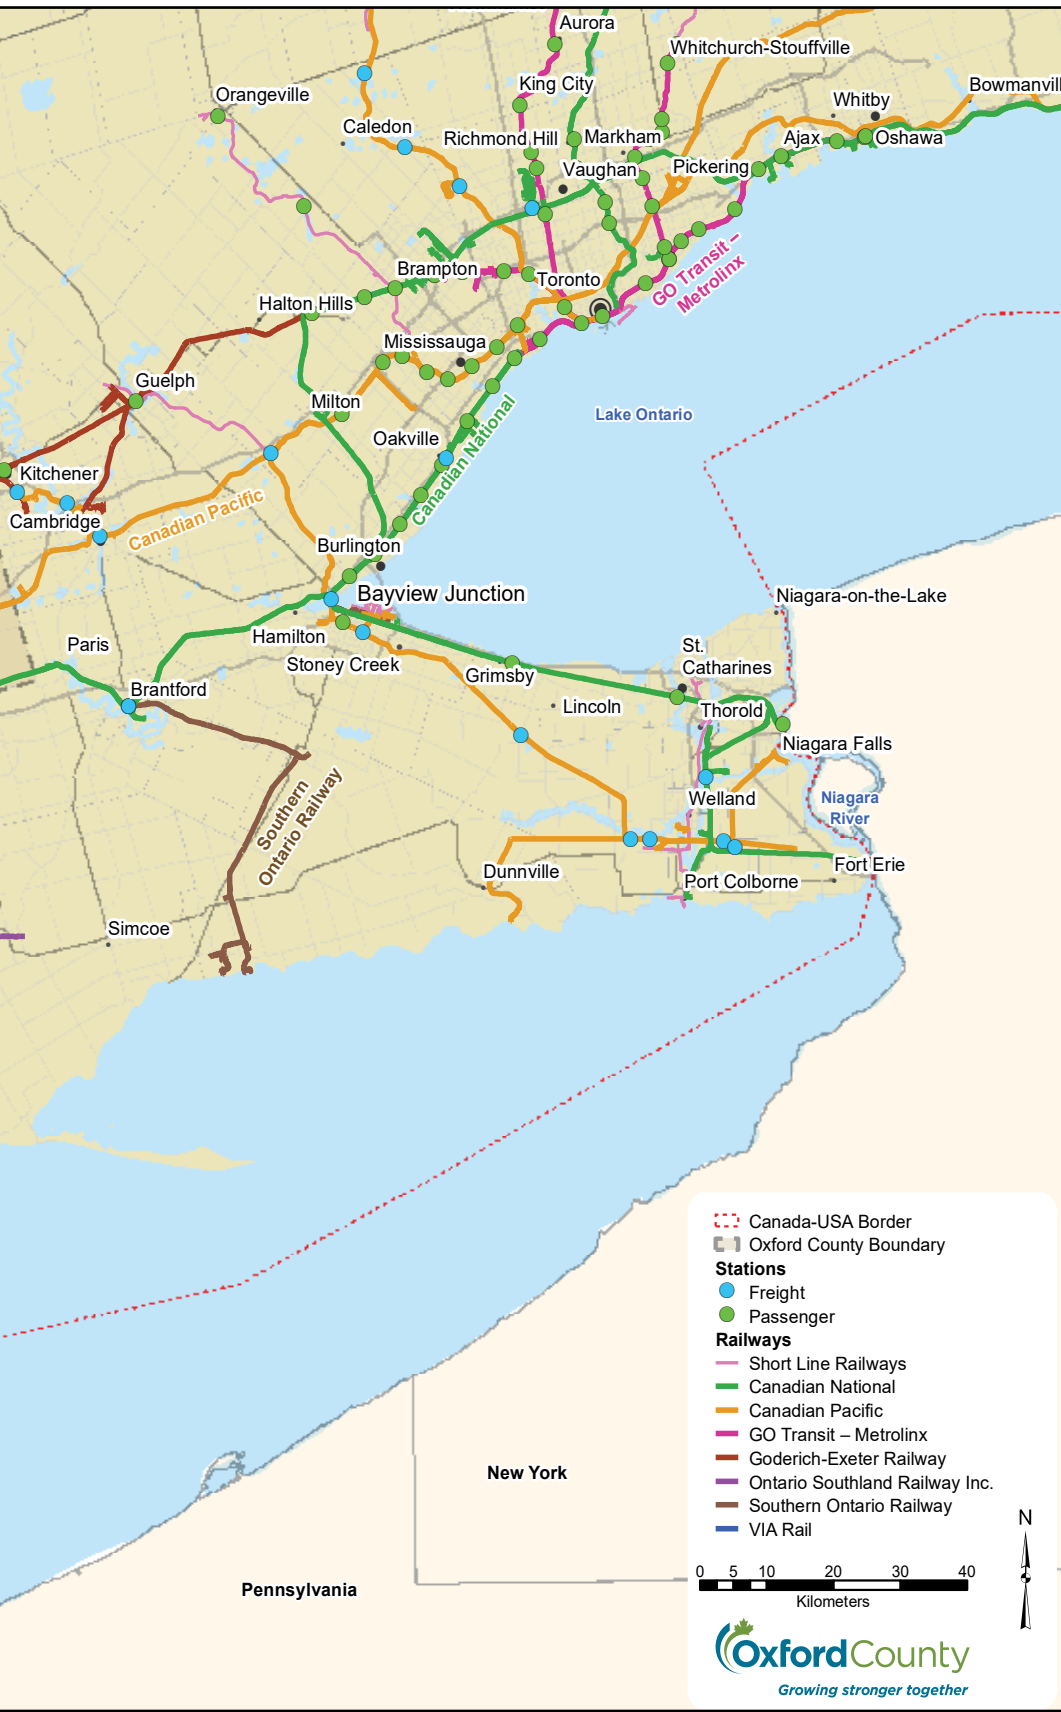 Aurora
Whitchurch-Stouffville
King City
Bowmanvill
Orangeville
Whitby
Caledon
Richmond Hill
Markham
Ajax
Oshawa
Vaughan
Pickering
Brampton
Toronto
GO Transit –
Metrolinx
Halton Hills
Mississauga
Guelph
Milton
Lake Ontario
Oakville
Canadian National
Kitchener
Canadian Pacific
Cambridge
Burlington
Bayview Junction
Niagara-on-the-Lake
Hamilton
Paris
St.
Catharines
Stoney Creek
Grimsby
Brantford
Lincoln
Thorold
Niagara Falls
Southern
Ontario Railway
Welland
Niagara
River
Dunnville
Fort Erie
Port Colborne
Simcoe
Canada-USA Border
Oxford County Boundary
Stations
Freight
Passenger
Railways
Short Line Railways
Canadian National
Canadian Pacific
GO Transit – Metrolinx
Goderich-Exeter Railway
Ontario Southland Railway Inc.
Southern Ontario Railway
VIA Rail
New York
N
0 5 10 20 30 40
Kilometers
Pennsylvania
OxfordCounty
Growing stronger together